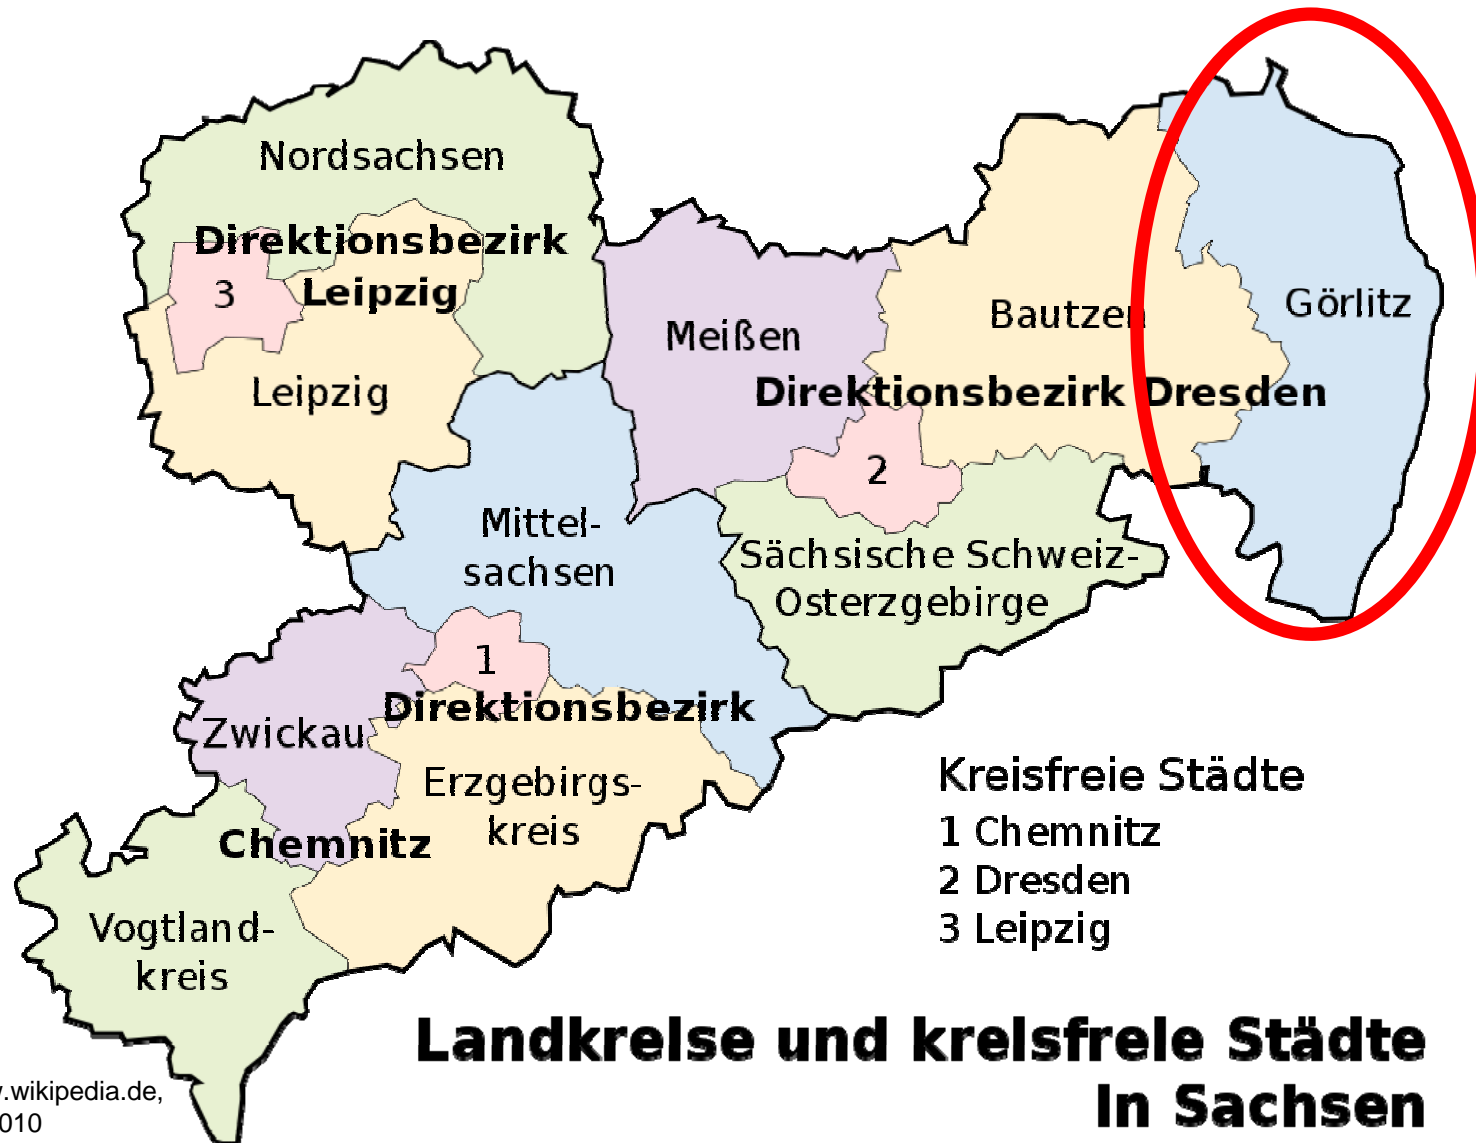 Nordsachsen
Direktionsbezirk
Leipzig
3
Leipzig
Meißen
Bautzen
Görlitz
Direktionsbezirk Dresden
2
Mittel-
sachsen
Sächsische Schweiz-
Osterzgebirge
1
Direktionsbezirk
Zwickau
Erzgebirgs-
kreis
Chemnitz
Vogtland-
kreis
Kreisfreie Städte
1 Chemnitz
2 Dresden
3 Leipzig
Landkreise und kreisfreie Städte
in Sachsen
.wikipedia.de,
010